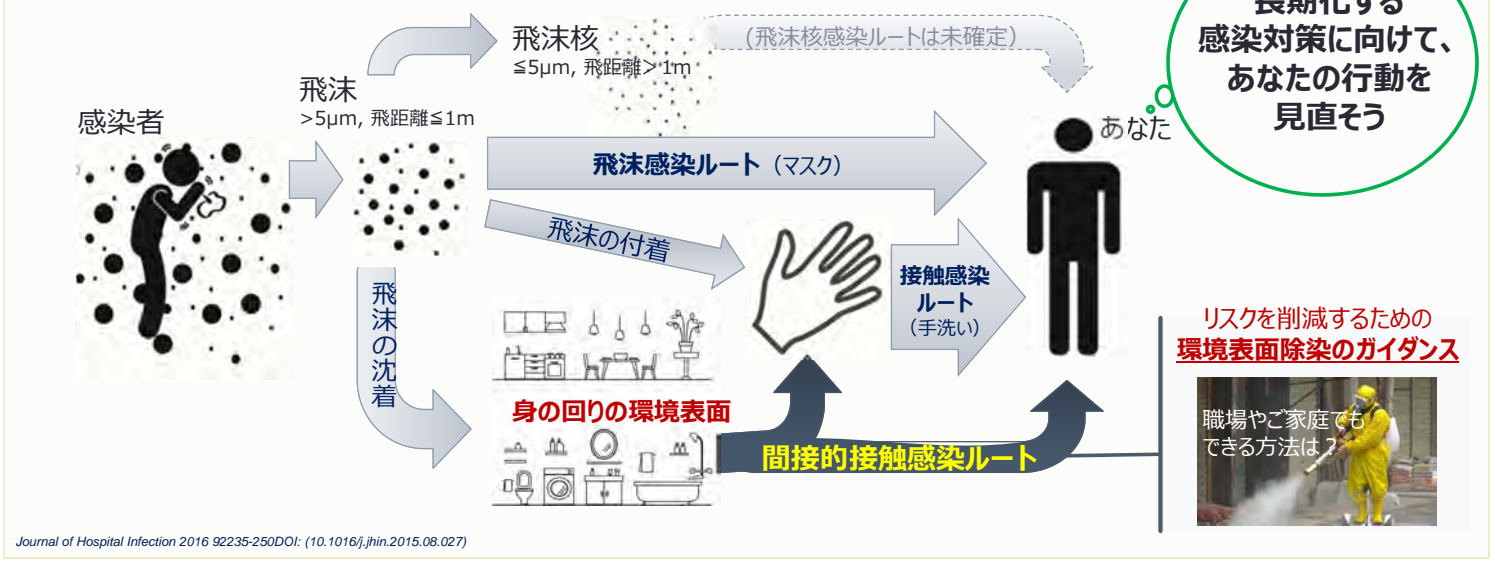 長期化する
感染対策に向けて、
あなたの行動を
見直そう
飛沫核
≦5μm, 飛距離＞1m
(飛沫核感染ルートは未確定)
飛沫
>5μm, 飛距離≦1m
感染者
あなた
飛沫感染ルート（マスク）
飛沫の付着
接触感染
ルート
（手洗い）
飛沫の沈着
身の回りの環境表面
間接的接触感染ルート
リスクを削減するための
環境表面除染のガイダンス
職場やご家庭でも
できる方法は？
Journal of Hospital Infection 2016 92235-250DOI: (10.1016/j.jhin.2015.08.027)